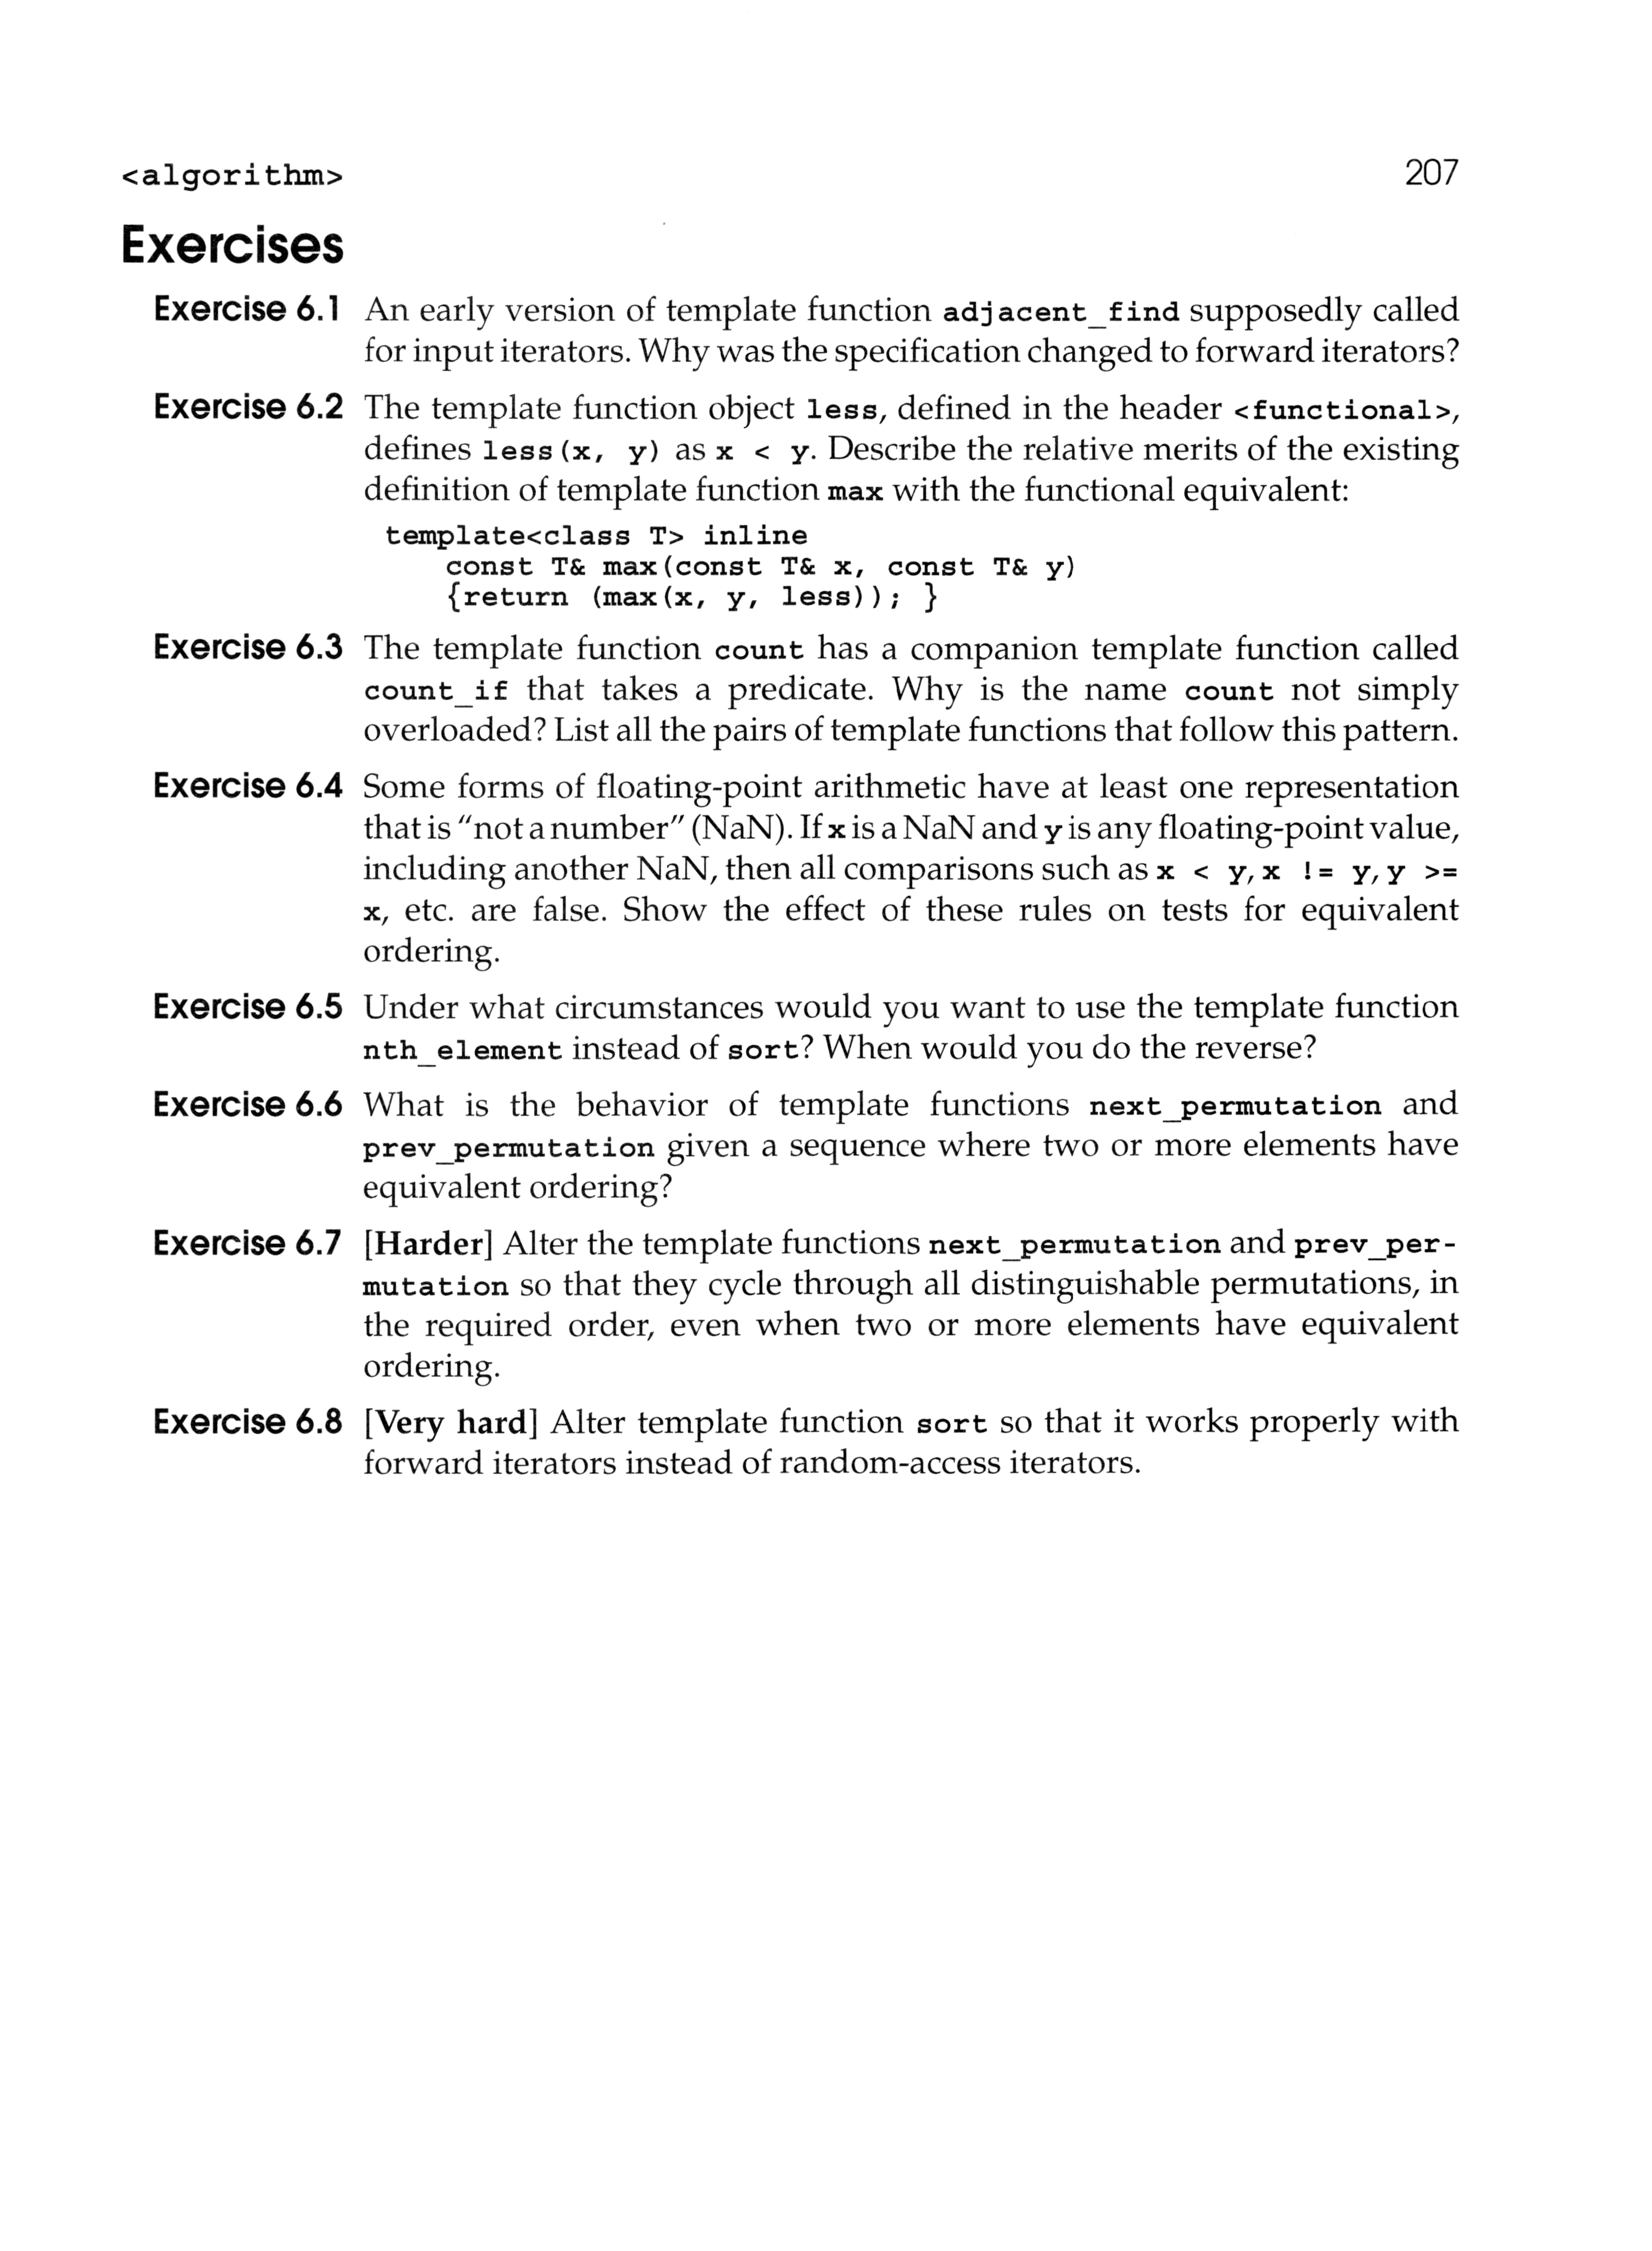 <algorithm> 207
Exercises
Exercise 6.1 An early version of template function adjacent_find supposedly called
for input iterators. Why was the specification changed to forward iterators?
Exercise 6.2 The template function object less, defined in the header <functional>,
defines less(x, y) as x < y. Describe the relative merits of the existing
definition of template function max with the functional equivalent:
template<class T> inline
const T& max(const T& x, const T& y)
{return (max(x, y, less)); }
Exercise 6.3 The template function count has a companion template function called
count_if that takes a predicate. Why is the name count not simply
overloaded? List all the pairs of template functions that follow this pattern.
Exercise 6.4 Some forms of floating-point arithmetic have at least one representation
that is "not a number" (NaN). If x is a NaN and y is any floating-point value,
including another NaN, then all comparisons such as x < y, x != y, y >=
x, etc. are false. Show the effect of these rules on tests for equivalent
ordering.
Exercise 6.5 Under what circumstances would you want to use the template function
nth_element instead of sort? When would you do the reverse?
Exercise 6.6 What is the behavior of template functions next_permutation and
prev_permutation given a sequence where two or more elements have
equivalent ordering?
Exercise 6.7 [Harder] Alter the template functions next_permutation and prev_per-
mutation so that they cycle through all distinguishable permutations, in
the required order, even when two or more elements have equivalent
ordering.
Exercise 6.8 [Very hard] Alter template function sort so that it works properly with
forward iterators instead of random-access iterators.